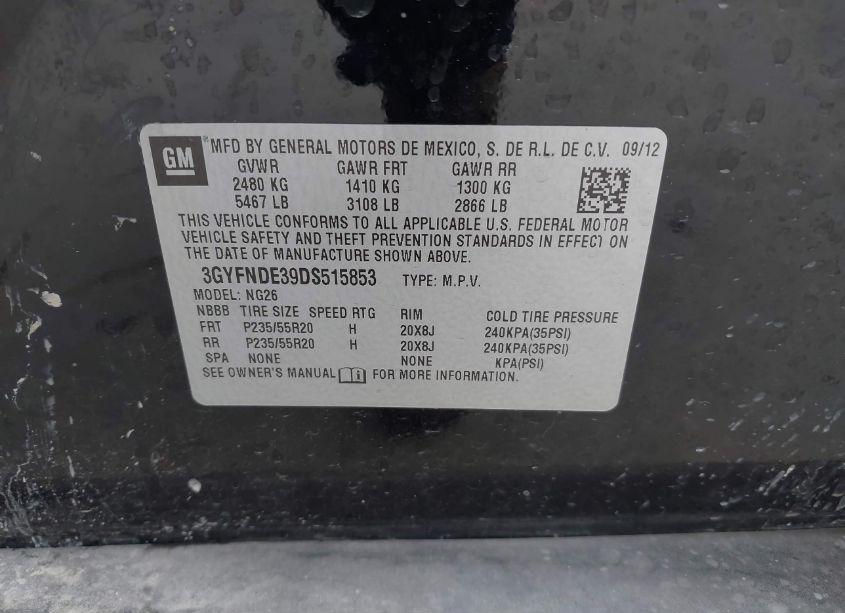 GM MFD BY GENERAL MOTORS DE MEXICO, S. DE R.L. DE C.V. 09/12
GVWR GAWR FRT GAWR RR
2480 KG 1410 KG 1300 KG
5467 LB 3108 LB 2866 LB
THIS VEHICLE CONFORMS TO ALL APPLICABLE U.S. FEDERAL MOTOR
VEHICLE SAFETY AND THEFT PREVENTION STANDARDS IN EFFECT ON
THE DATE OF MANUFACTURE SHOWN ABOVE.
3GYFNDE39DS515853 TYPE: M.P.V.
MODEL: NG26
NBBB TIRE SIZE SPEED RTG RIM COLD TIRE PRESSURE
FRT P235/55R20 H 20X8J 240KPA(35PSI)
RR P235/55R20 H 20X8J 240KPA(35PSI)
SPA NONE NONE KPA(PSI)
SEE OWNER'S MANUAL FOR MORE INFORMATION.